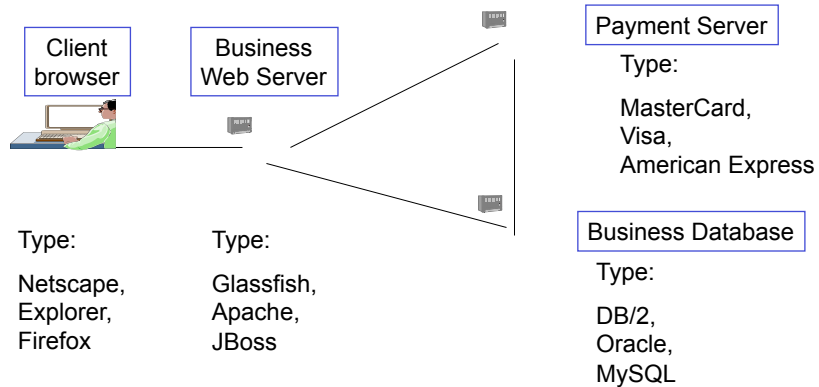 Client
browser
Business
Web Server
Payment Server
Type:
MasterCard,
Visa,
American Express
Type:
Netscape,
Explorer,
Firefox
Type:
Glassfish,
Apache,
JBoss
Business Database
Type:
DB/2,
Oracle,
MySQL